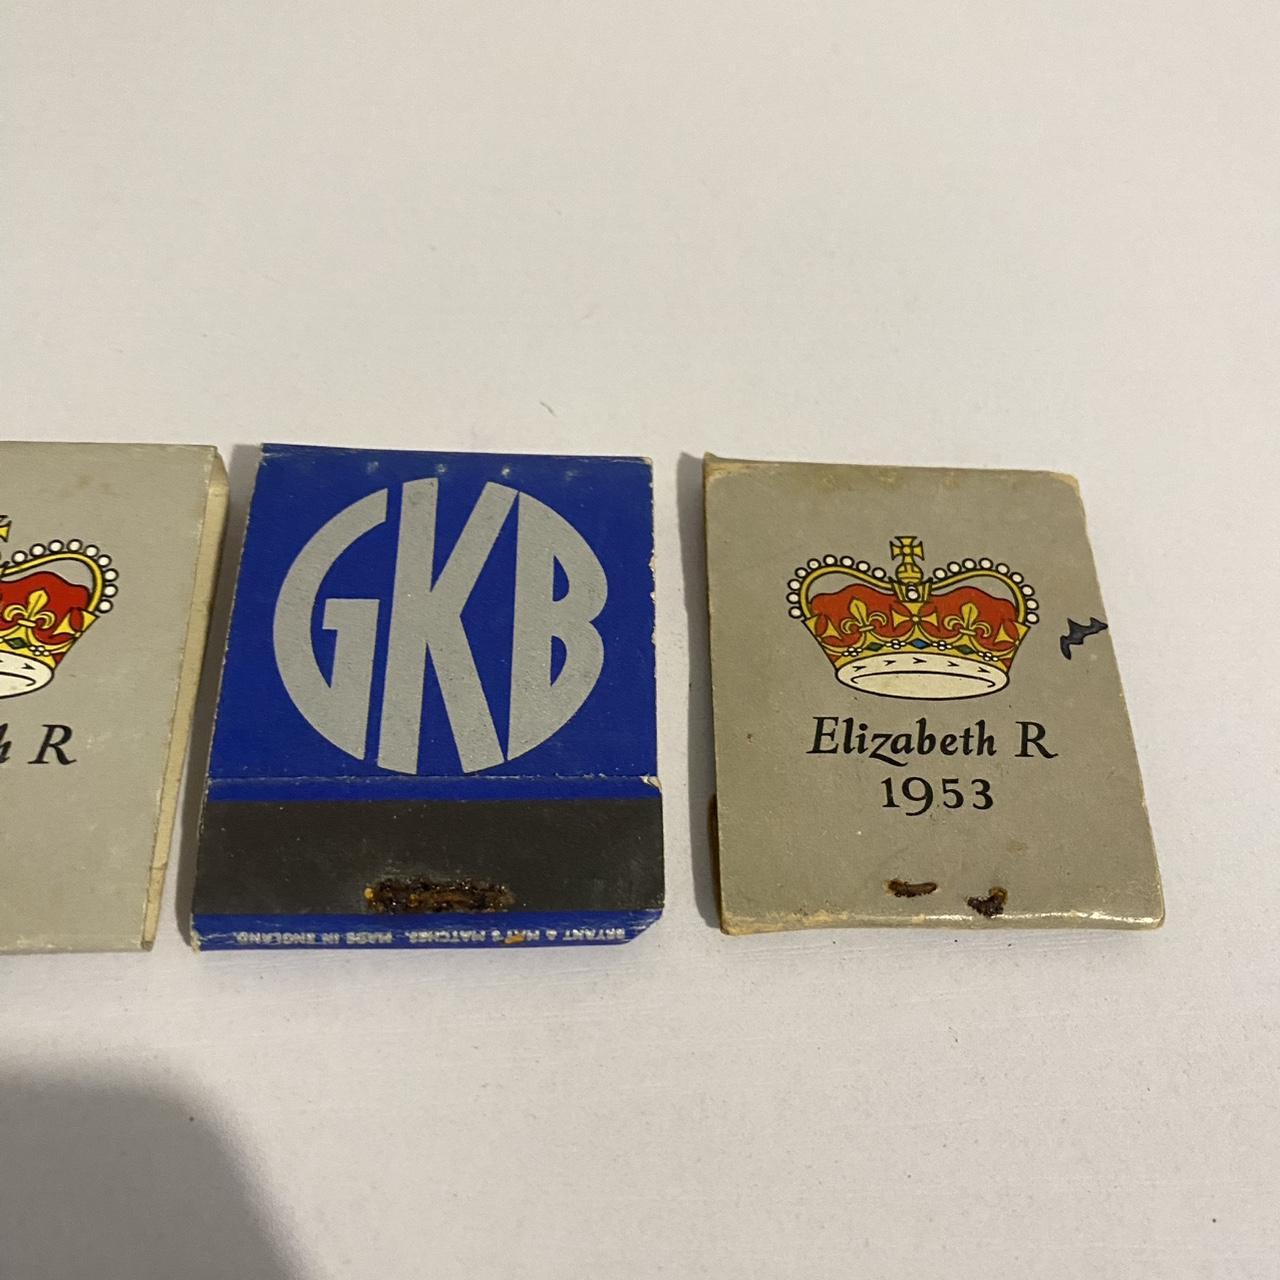 h R
GKB
BRYANT & MAY'S MATCHES. MADE IN ENGLAND.
Elizabeth R
1953